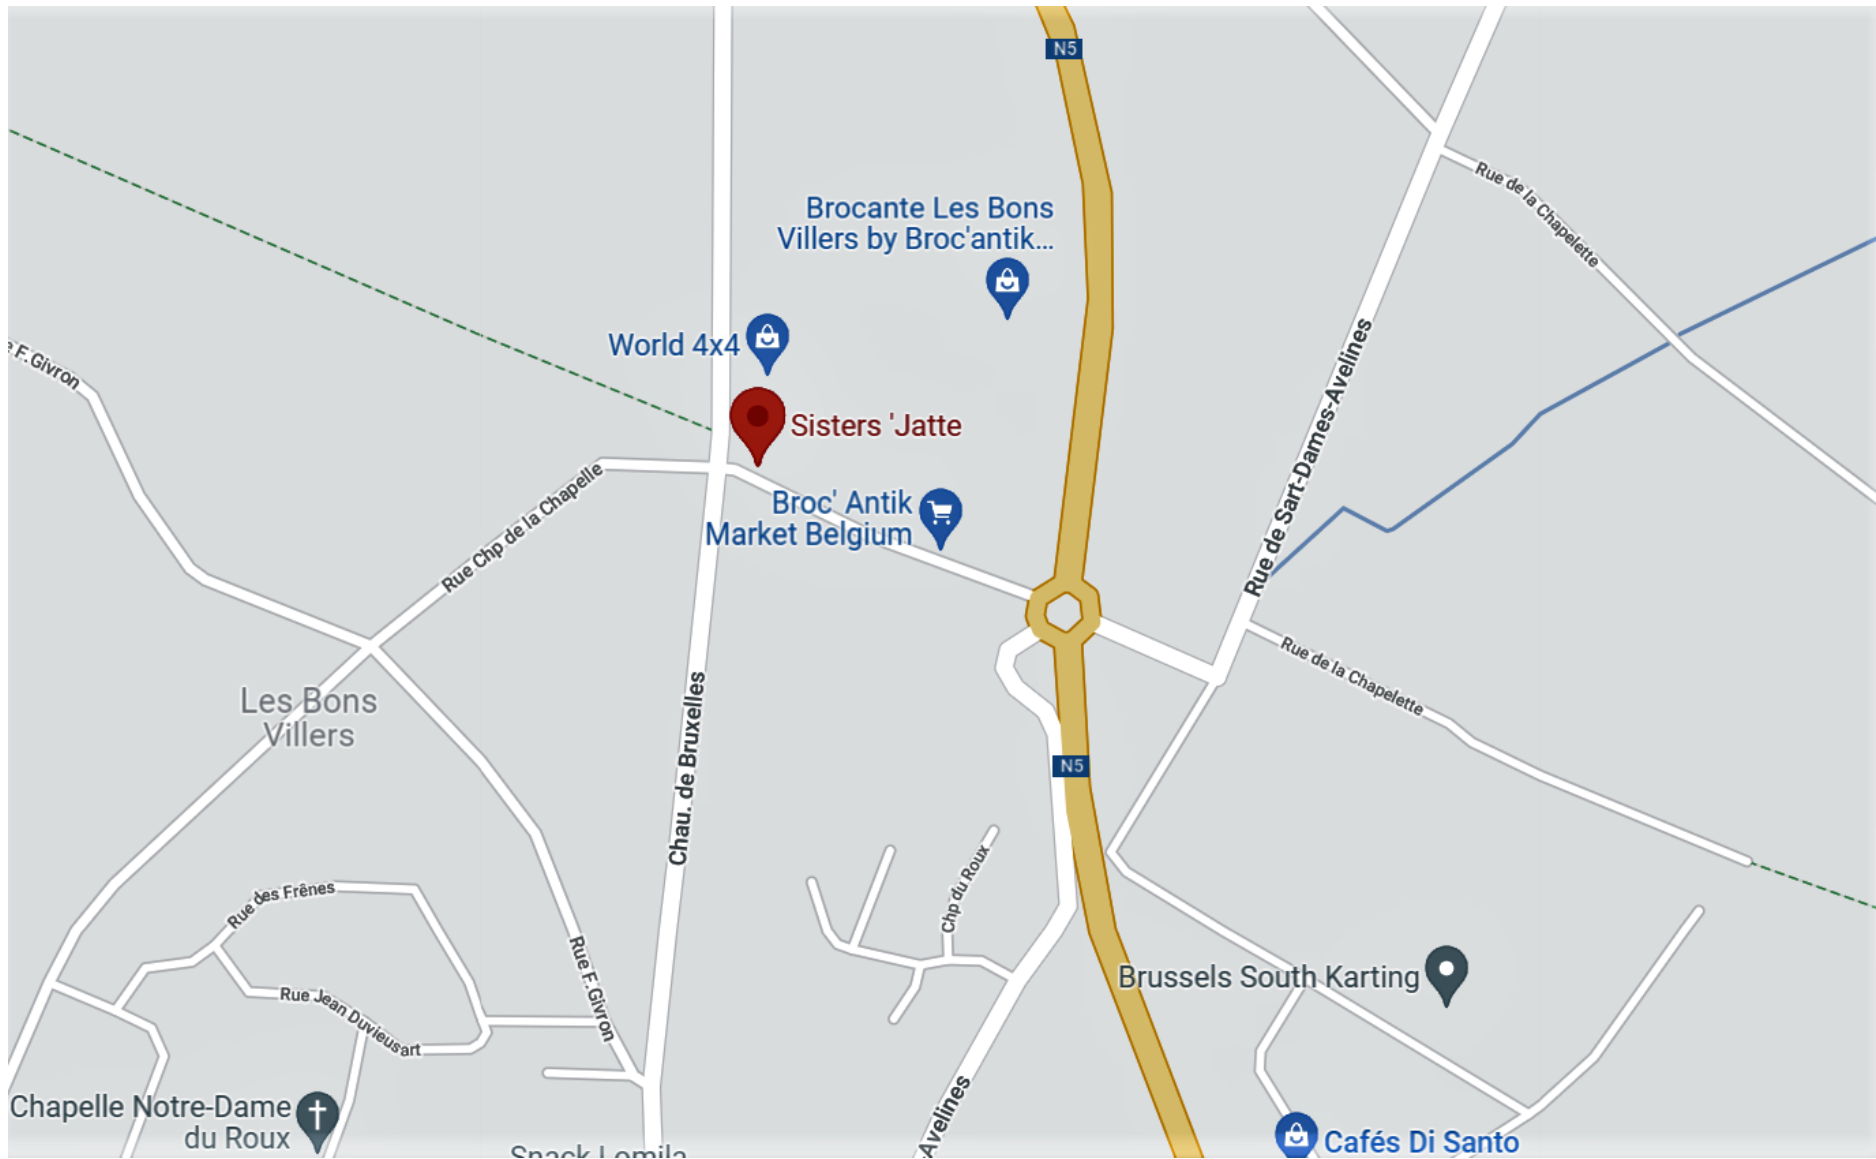 N5
Rue de la Chapelette
Brocante Les Bons
Villers by Broc'antik...
World 4x4
F. Givron
Sisters 'Jatte
Rue de Sart-Dames-Avelines
Rue Chp de la Chapelle
Broc' Antik
Market Belgium
Rue de la Chapelette
Les Bons
Villers
Chau. de Bruxelles
N5
Chp du Roux
Rue des Frênes
Rue F. Givron
Brussels South Karting
Rue Jean Duvieusart
Chapelle Notre-Dame
du Roux
Avelines
Cafés Di Santo
Snack Lomila